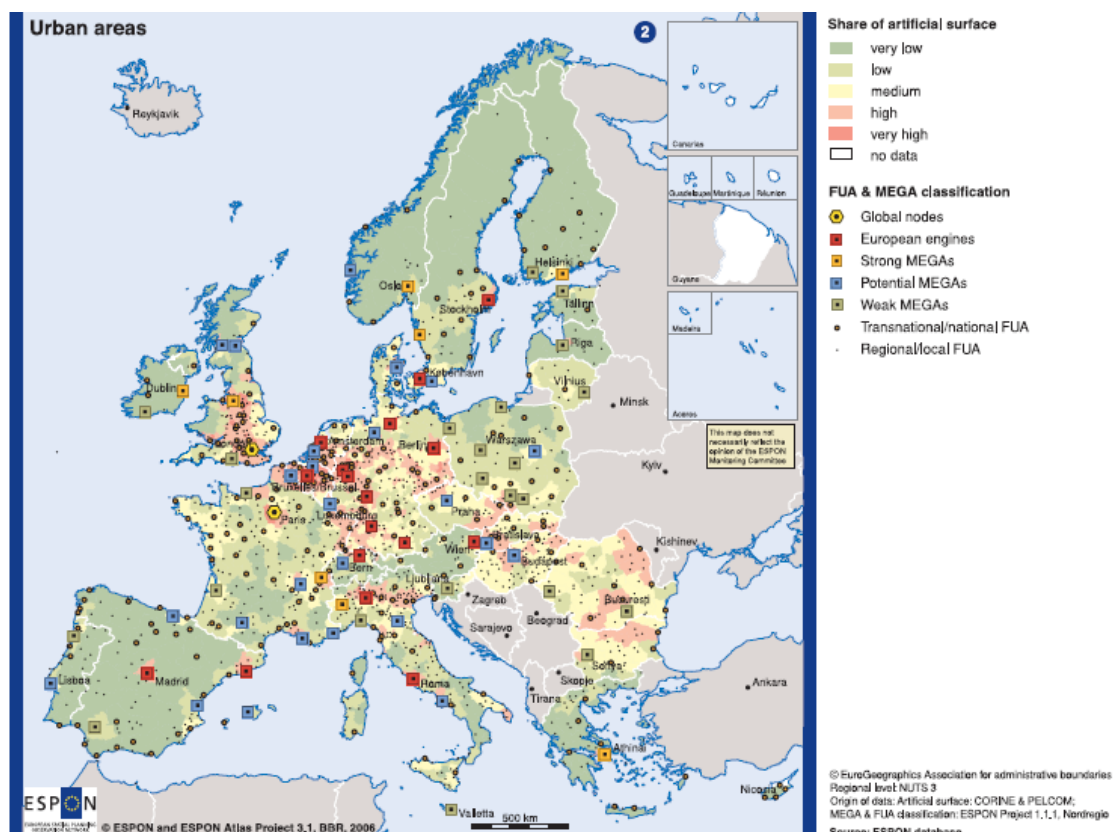 Urban areas
2
Reykjavik
Canaries
Guadeloupe
Martinique
Réunion
Guyane
Madeira
Acores
This map does not
necessarily reflect the
opinion of the ESPON
Monitoring Committee
Helsinki
Oslo
Stockholm
Tallinn
Riga
Dublin
København
Vilnius
Minsk
Amsterdam
Berlin
Warszawa
Kyiv
Bruxelles/Brussel
Paris
Luxembourg
Praha
Kishinev
Wien
Bratislava
Bern
Budapest
Ljubljana
Zagreb
Bucuresti
Beograd
Sarajevo
Lisboa
Madrid
Roma
Sofiya
Skopje
Tirana
Ankara
Athinai
Nicosia
Valletta
500 km
ESPON
© ESPON and ESPON Atlas Project 3.1, BBR, 2006
Share of artificial surface
very low
low
medium
high
very high
no data
FUA & MEGA classification
Global nodes
European engines
Strong MEGAs
Potential MEGAs
Weak MEGAs
Transnational/national FUA
Regional/local FUA
© EuroGeographics Association for administrative boundaries
Regional level: NUTS 3
Origin of data: Artificial surface: CORINE & PELCOM;
MEGA & FUA classification: ESPON Project 1.1.1, Nordregio
Source: ESPON database